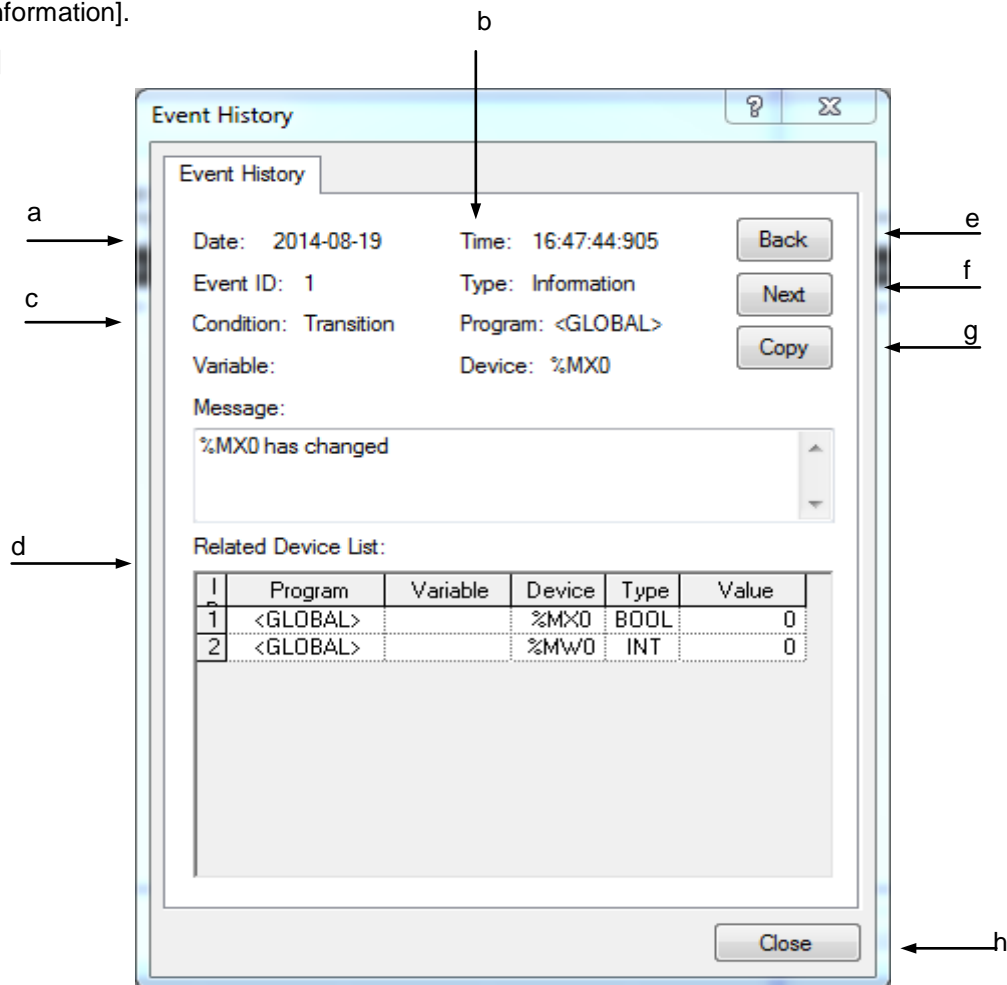 nformation].
b
Event History
Event History
a
Date: 2014-08-19 Time: 16:47:44:905 Back
e
Event ID: 1 Type: Information Next
f
c
Condition: Transition Program: <GLOBAL>
Variable: Device: %MX0 Copy
g
Message:
%MX0 has changed
d
Related Device List:
I Program Variable Device Type Value
1 <GLOBAL> %MX0 BOOL 0
2 <GLOBAL> %MW0 INT 0
Close
h